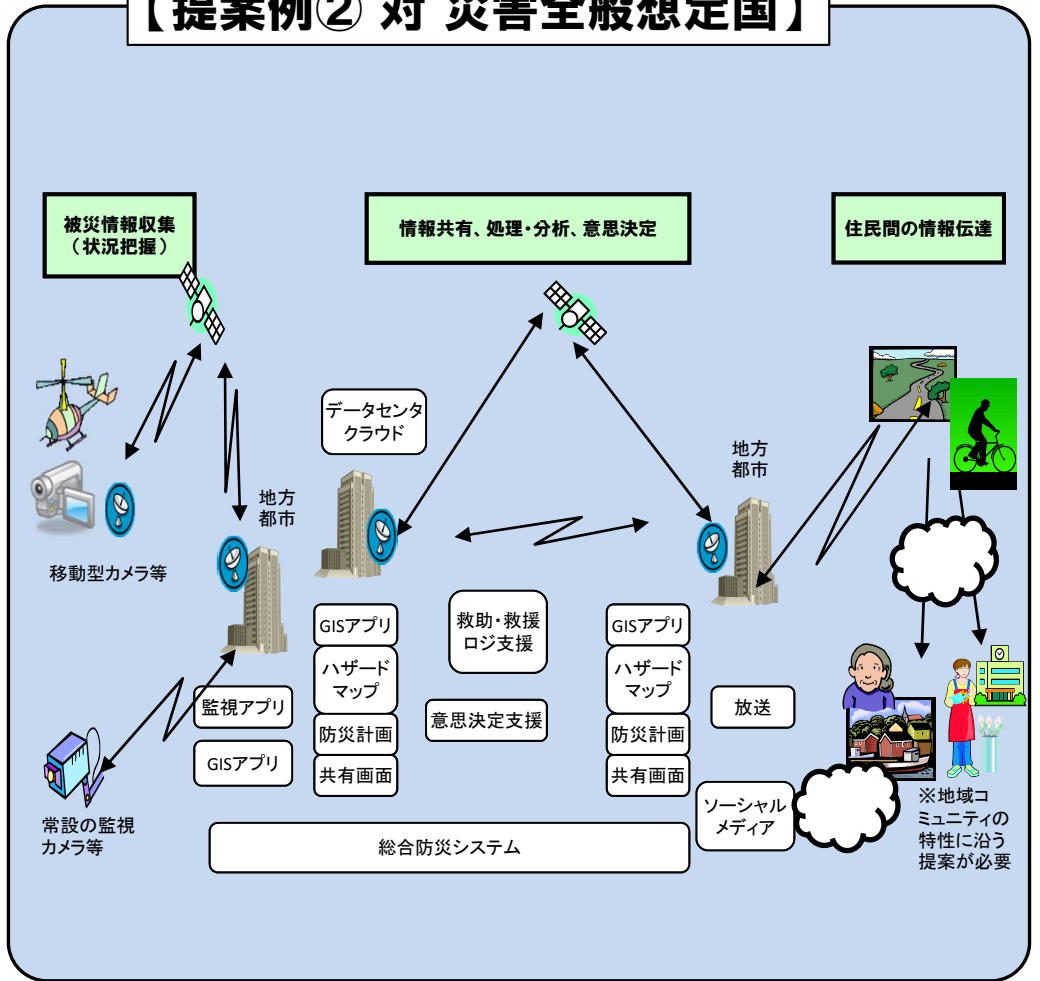 【提案例② 対 災害全般想定国】
被災情報収集
（状況把握）
情報共有、処理・分析、意思決定
住民間の情報伝達
データセンタ
クラウド
地方
都市
地方
都市
移動型カメラ等
GISアプリ
ハザード
マップ
防災計画
共有画面
救助・救援
ロジ支援
意思決定支援
GISアプリ
ハザード
マップ
防災計画
共有画面
監視アプリ
GISアプリ
放送
ソーシャル
メディア
常設の監視
カメラ等
総合防災システム
※地域コ
ミュニティの
特性に沿う
提案が必要